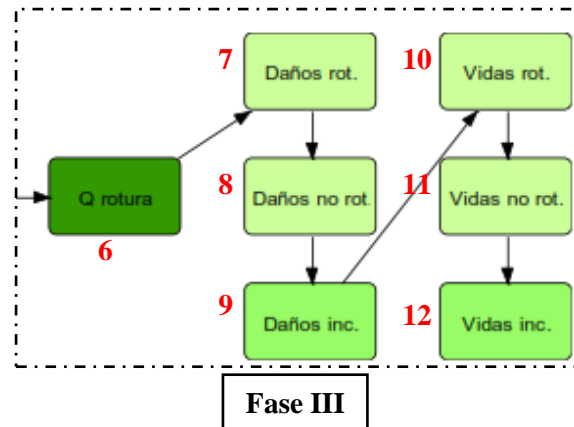 7
Daños rot.
10
Vidas rot.
Q rotura
6
8
Daños no rot.
11
Vidas no rot.
9
Daños inc.
12
Vidas inc.
Fase III